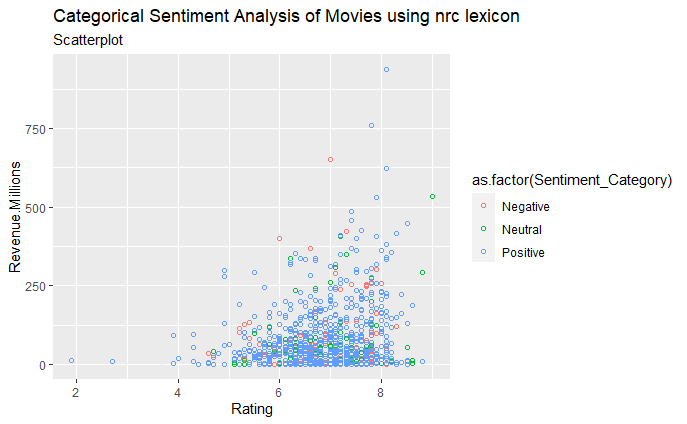 Categorical Sentiment Analysis of Movies using nrc lexicon
Scatterplot
Revenue.Millions
750
500
250
0
2 4 6 8
Rating
as.factor(Sentiment_Category)
Negative
Neutral
Positive